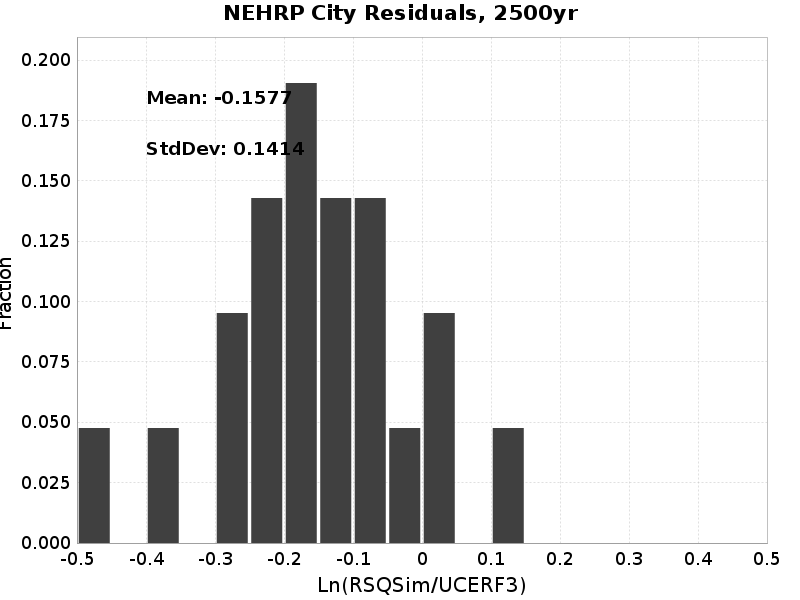 NEHRP City Residuals, 2500yr
0.200
0.175
0.150
0.125
0.100
0.075
0.050
0.025
0.000
Fraction
Mean: -0.1577
StdDev: 0.1414
-0.5 -0.4 -0.3 -0.2 -0.1 0 0.1 0.2 0.3 0.4 0.5
Ln(RSQSim/UCERF3)